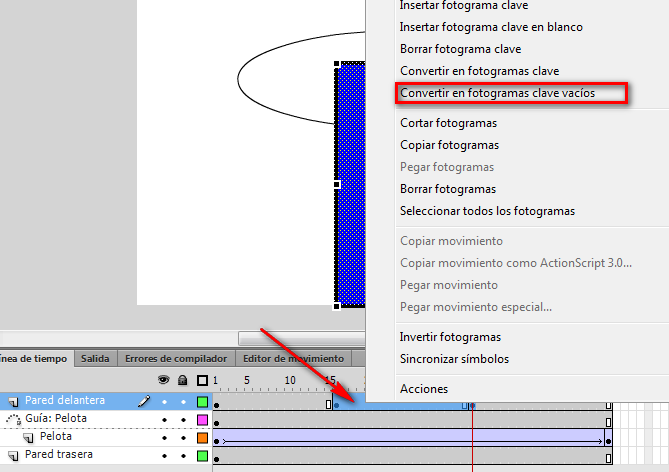 Insertar fotograma clave
Insertar fotograma clave en blanco
Borrar fotograma clave
Convertir en fotogramas clave
Convertir en fotogramas clave vacíos
Cortar fotogramas
Copiar fotogramas
Pegar fotogramas
Borrar fotogramas
Seleccionar todos los fotogramas
Copiar movimiento
Copiar movimiento como ActionScript 3.0...
Pegar movimiento
Pegar movimiento especial...
Invertir fotogramas
Sincronizar símbolos
Acciones
ínea de tiempo Salida Errores de compilador Editor de movimiento
1 5 10 15
Pared delantera
Guía: Pelota
Pelota
Pared trasera